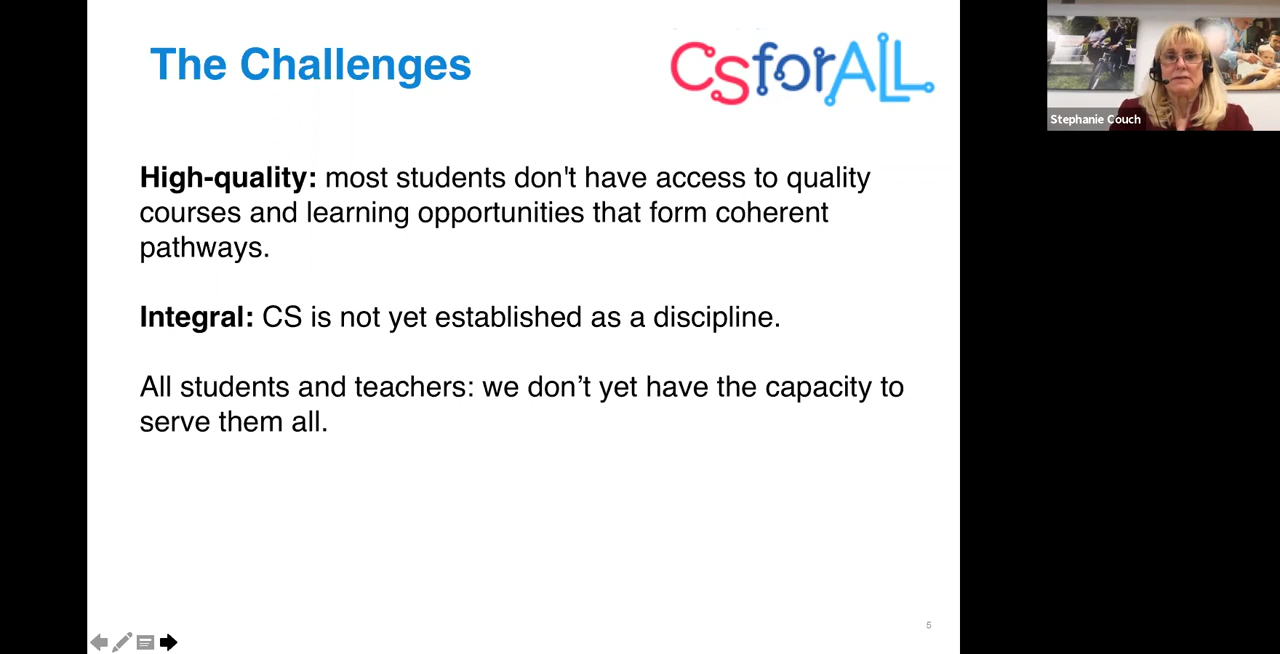 The Challenges
CSforALL
Stephanie Couch
High-quality: most students don't have access to quality
courses and learning opportunities that form coherent
pathways.
Integral: CS is not yet established as a discipline.
All students and teachers: we don’t yet have the capacity to
serve them all.
5